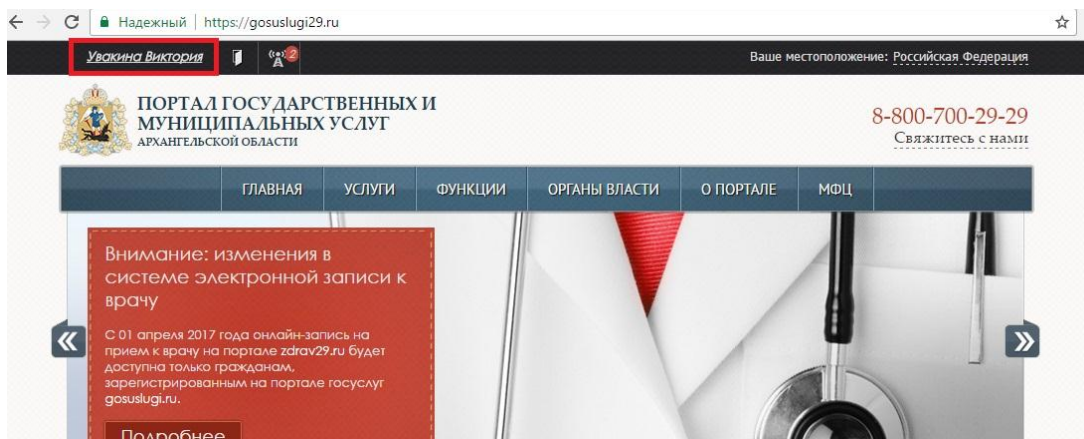 Надежный https://gosuslugi29.ru
Увакина Виктория 2 Ваше местоположение: Российская Федерация
ПОРТАЛ ГОСУДАРСТВЕННЫХ И
МУНИЦИПАЛЬНЫХ УСЛУГ
АРХАНГЕЛЬСКОЙ ОБЛАСТИ
8-800-700-29-29
Свяжитесь с нами
ГЛАВНАЯ УСЛУГИ ФУНКЦИИ ОРГАНЫ ВЛАСТИ О ПОРТАЛЕ МФЦ
Внимание: изменения в
системе электронной записи к
врачу
С 01 апреля 2017 года онлайн-запись на
прием к врачу на портале zdrav29.ru будет
доступна только гражданам,
зарегистрированным на портале госуслуг
gosuslugi.ru.
Подробнее